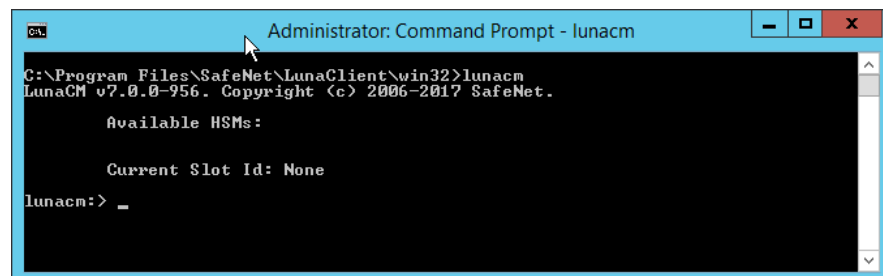 Administrator: Command Prompt - lunacm
C:\Program Files\SafeNet\LunaClient\win32>lunacm
LunaCM v7.0.0-956. Copyright (c) 2006-2017 SafeNet.
Available HSMs:
Current Slot Id: None
lunacm:> _